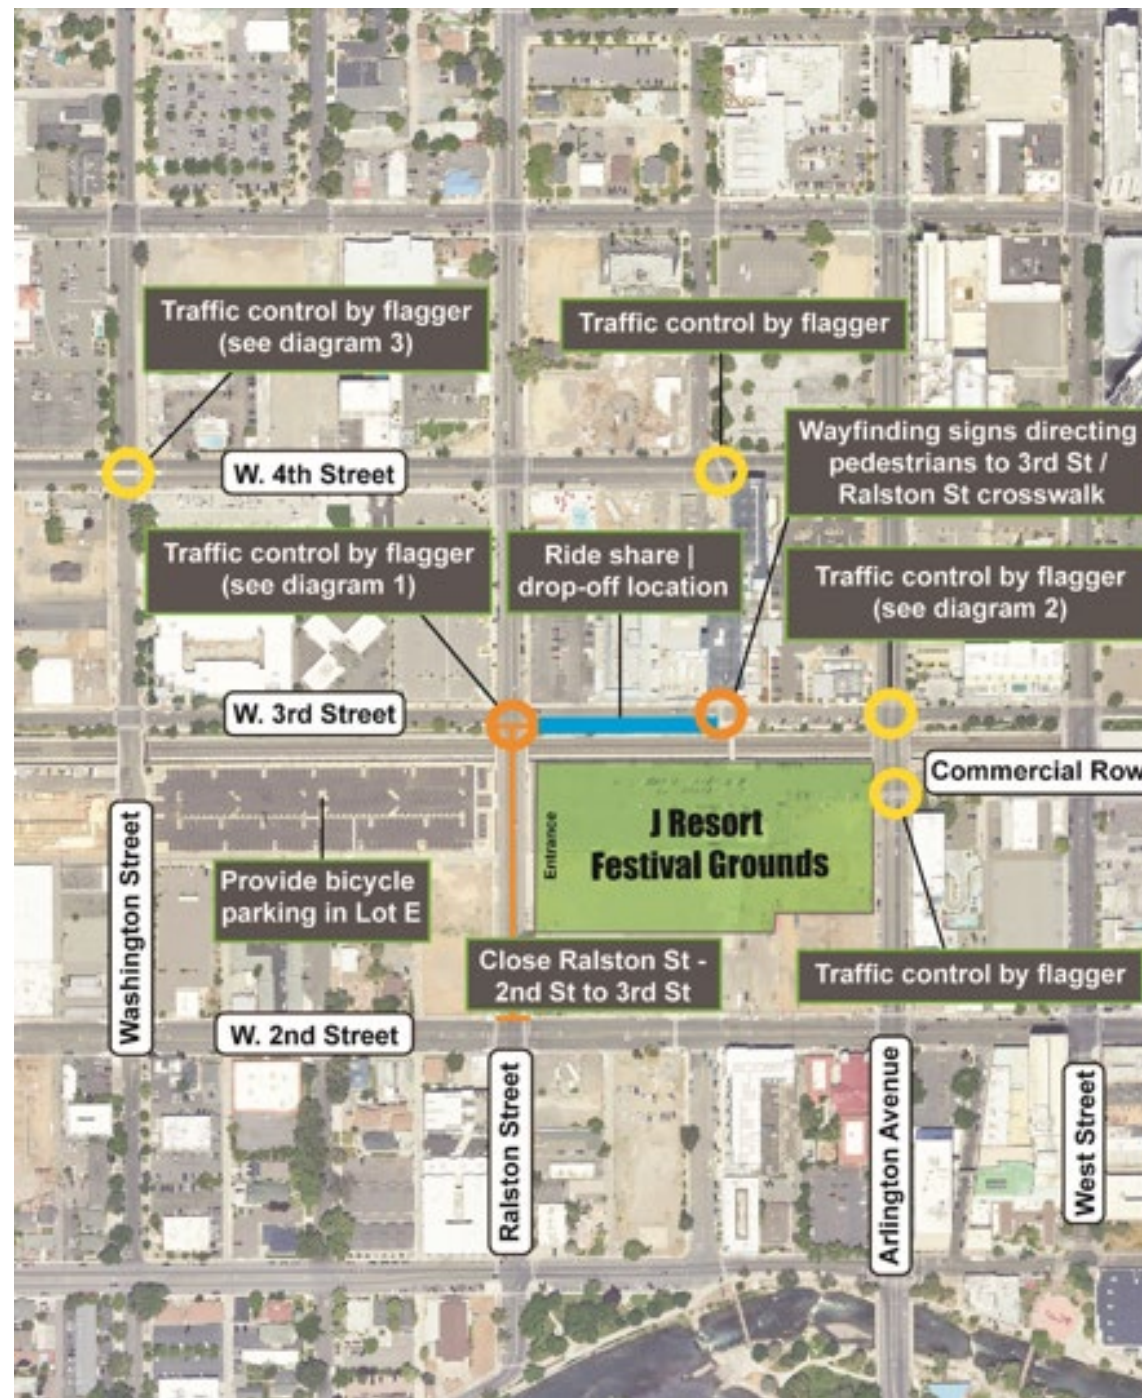 Traffic control by flagger
(see diagram 3)
Traffic control by flagger
Wayfinding signs directing
pedestrians to 3rd St /
Ralston St crosswalk
W. 4th Street
Traffic control by flagger
(see diagram 1)
Ride share |
drop-off location
Traffic control by flagger
(see diagram 2)
W. 3rd Street
Commercial Row
J Resort
Festival Grounds
Entrance
Washington Street
Provide bicycle
parking in Lot E
Close Ralston St -
2nd St to 3rd St
Traffic control by flagger
W. 2nd Street
Ralston Street
Arlington Avenue
West Street